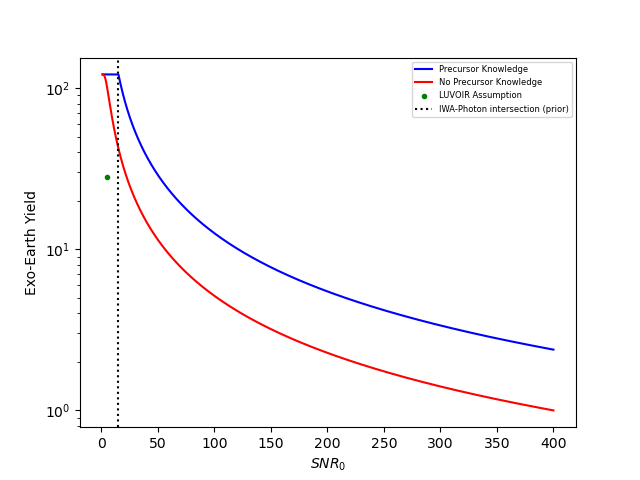 Precursor Knowledge
No Precursor Knowledge
LUVOIR Assumption
IWA-Photon intersection (prior)
Exo-Earth Yield
10²
10¹
10⁰
0 50 100 150 200 250 300 350 400
SNR₀